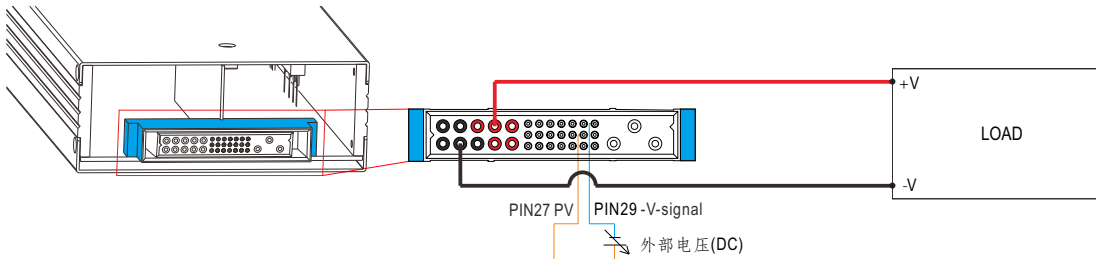 +V
LOAD
-V
PIN27 PV PIN29 -V-signal
外部电压(DC)